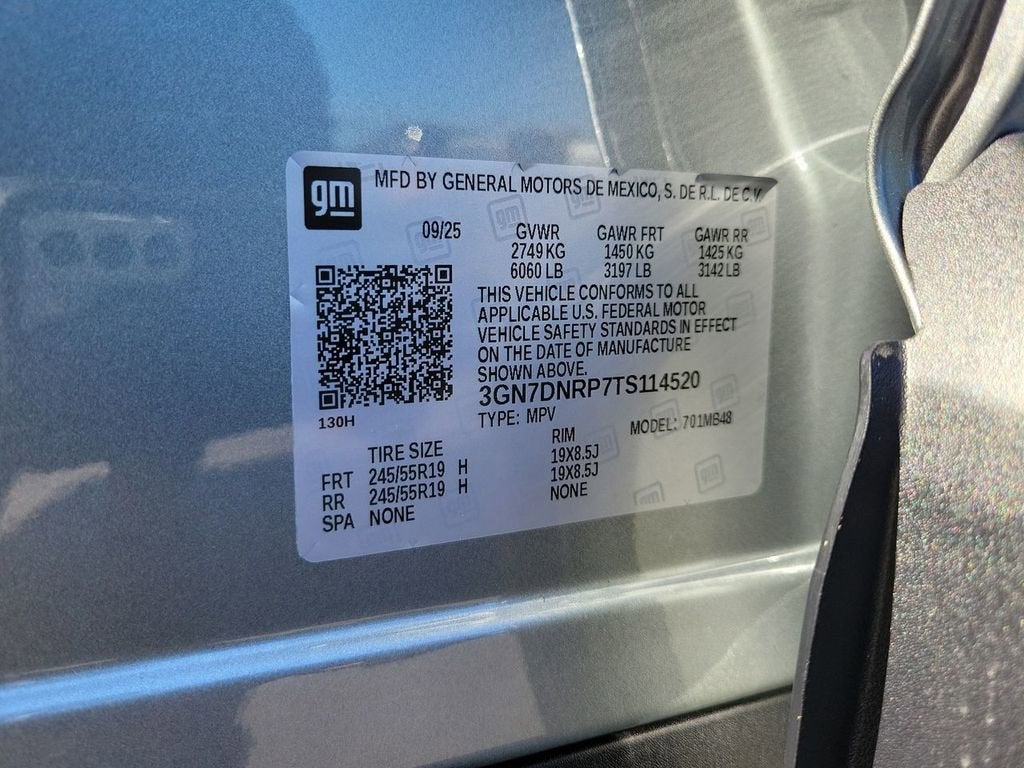 gm
MFD BY GENERAL MOTORS DE MEXICO, S. DE R.L. DE C.V.
09/25
GVWR GAWR FRT GAWR RR
2749 KG 1450 KG 1425 KG
6060 LB 3197 LB 3142 LB
THIS VEHICLE CONFORMS TO ALL
APPLICABLE U.S. FEDERAL MOTOR
VEHICLE SAFETY STANDARDS IN EFFECT
ON THE DATE OF MANUFACTURE
SHOWN ABOVE.
3GN7DNRP7TS114520
TYPE: MPV MODEL: 701MB48
130H
TIRE SIZE RIM
FRT 245/55R19 H 19X8.5J
RR 245/55R19 H 19X8.5J
SPA NONE NONE